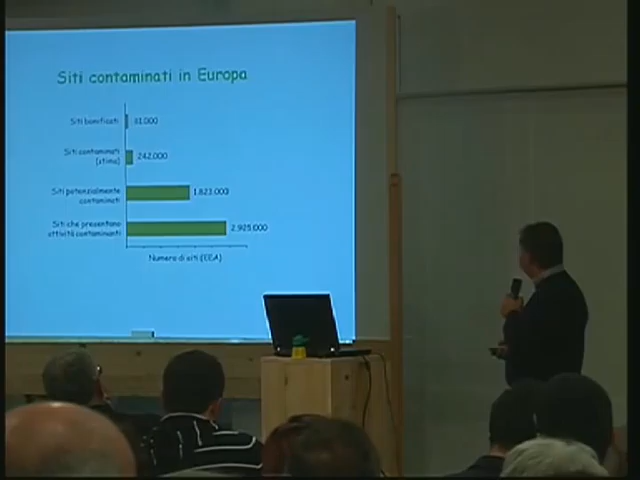 Siti contaminati in Europa
Siti bonificati 81.000
Siti contaminati
(stima) 242.000
Siti potenzialmente
contaminati 1.823.000
Siti che presentano
attività contaminanti 2.925.000
Numero di siti (EEA)